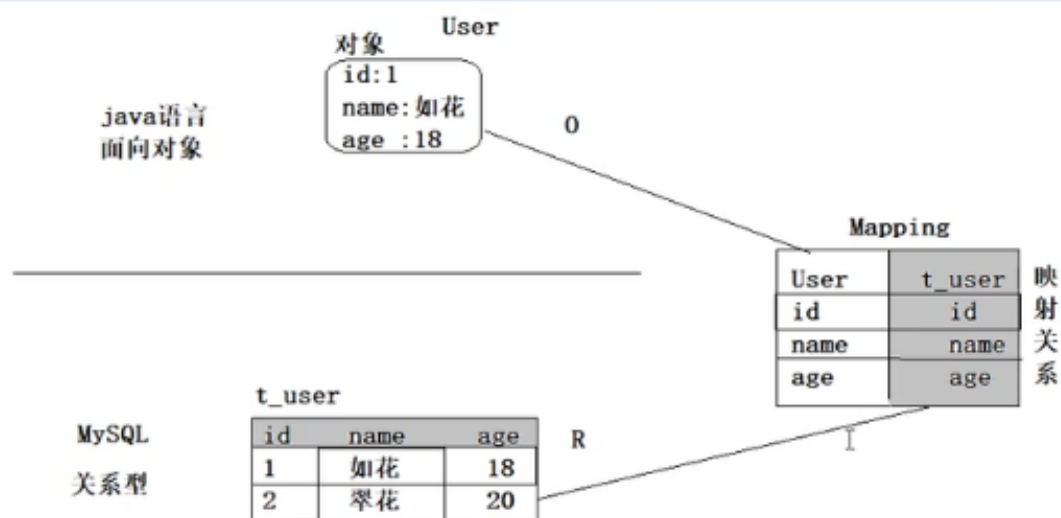 User
对象
id:1
name:如花
age :18
java语言
面向对象
O
Mapping
User t_user
id id
name name
age age
映射关系
t_user
id name age
1 如花 18
2 翠花 20
MySQL
关系型
R